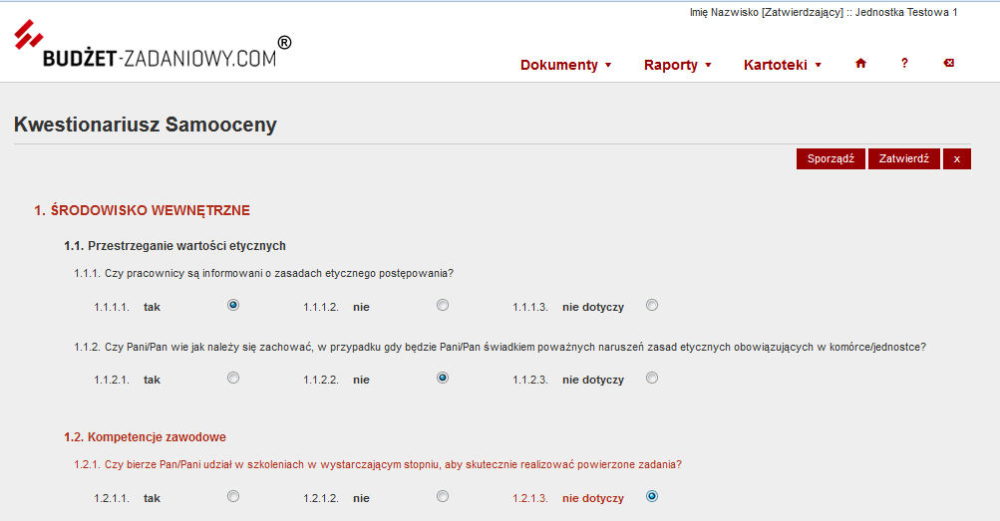 Imię Nazwisko [Zatwierdzający] :: Jednostka Testowa 1
BUDŻET-ZADANIOWY.COM®
Dokumenty Raporty Kartoteki ?
Kwestionariusz Samooceny
Sporządź Zatwierdź x
1. ŚRODOWISKO WEWNĘTRZNE
1.1. Przestrzeganie wartości etycznych
1.1.1. Czy pracownicy są informowani o zasadach etycznego postępowania?
1.1.1.1. tak 1.1.1.2. nie 1.1.1.3. nie dotyczy
1.1.2. Czy Pani/Pan wie jak należy się zachować, w przypadku gdy będzie Pani/Pan świadkiem poważnych naruszeń zasad etycznych obowiązujących w komórce/jednostce?
1.1.2.1. tak 1.1.2.2. nie 1.1.2.3. nie dotyczy
1.2. Kompetencje zawodowe
1.2.1. Czy bierze Pan/Pani udział w szkoleniach w wystarczającym stopniu, aby skutecznie realizować powierzone zadania?
1.2.1.1. tak 1.2.1.2. nie 1.2.1.3. nie dotyczy